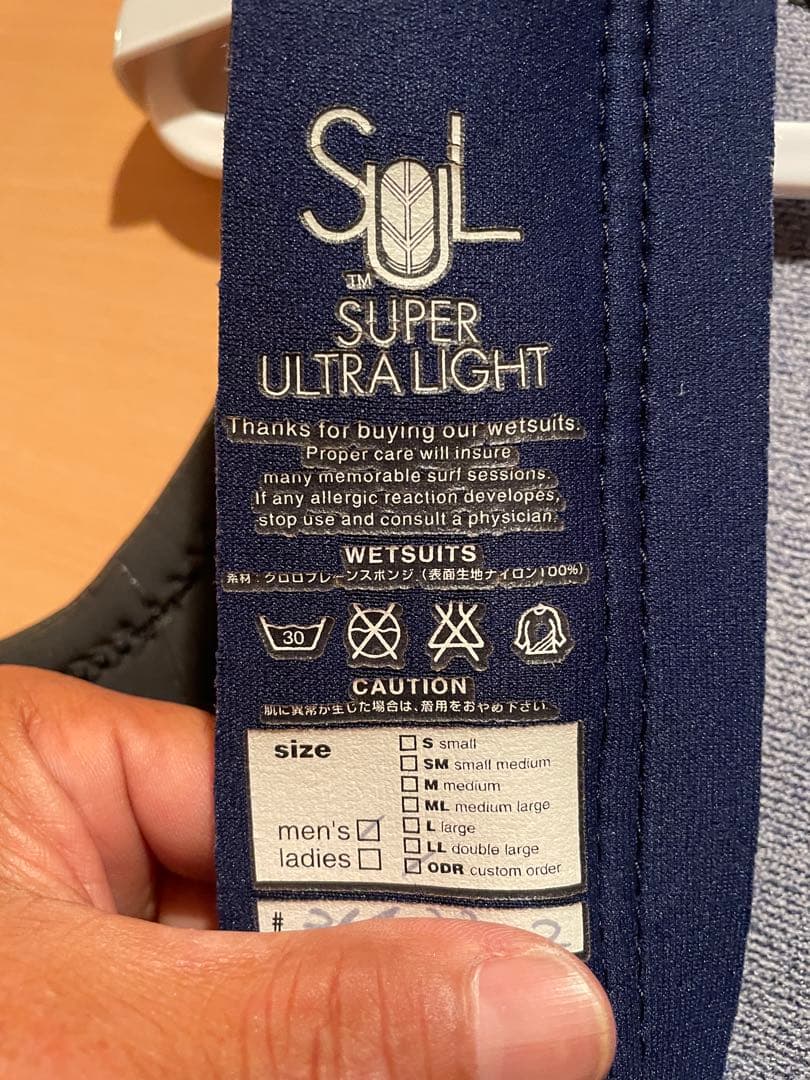 SUL
TM
SUPER
ULTRA LIGHT
Thanks for buying our wetsuits.
Proper care will insure
many memorable surf sessions.
If any allergic reaction developes,
stop use and consult a physician.
WETSUITS
素材：クロロプレーンスポンジ（表面生地ナイロン100%）
30
CAUTION
肌に異常が生じた場合は、着用をおやめ下さい
size
S small
SM small medium
M medium
ML medium large
men's
L large
LL double large
ladies
ODR custom order
#